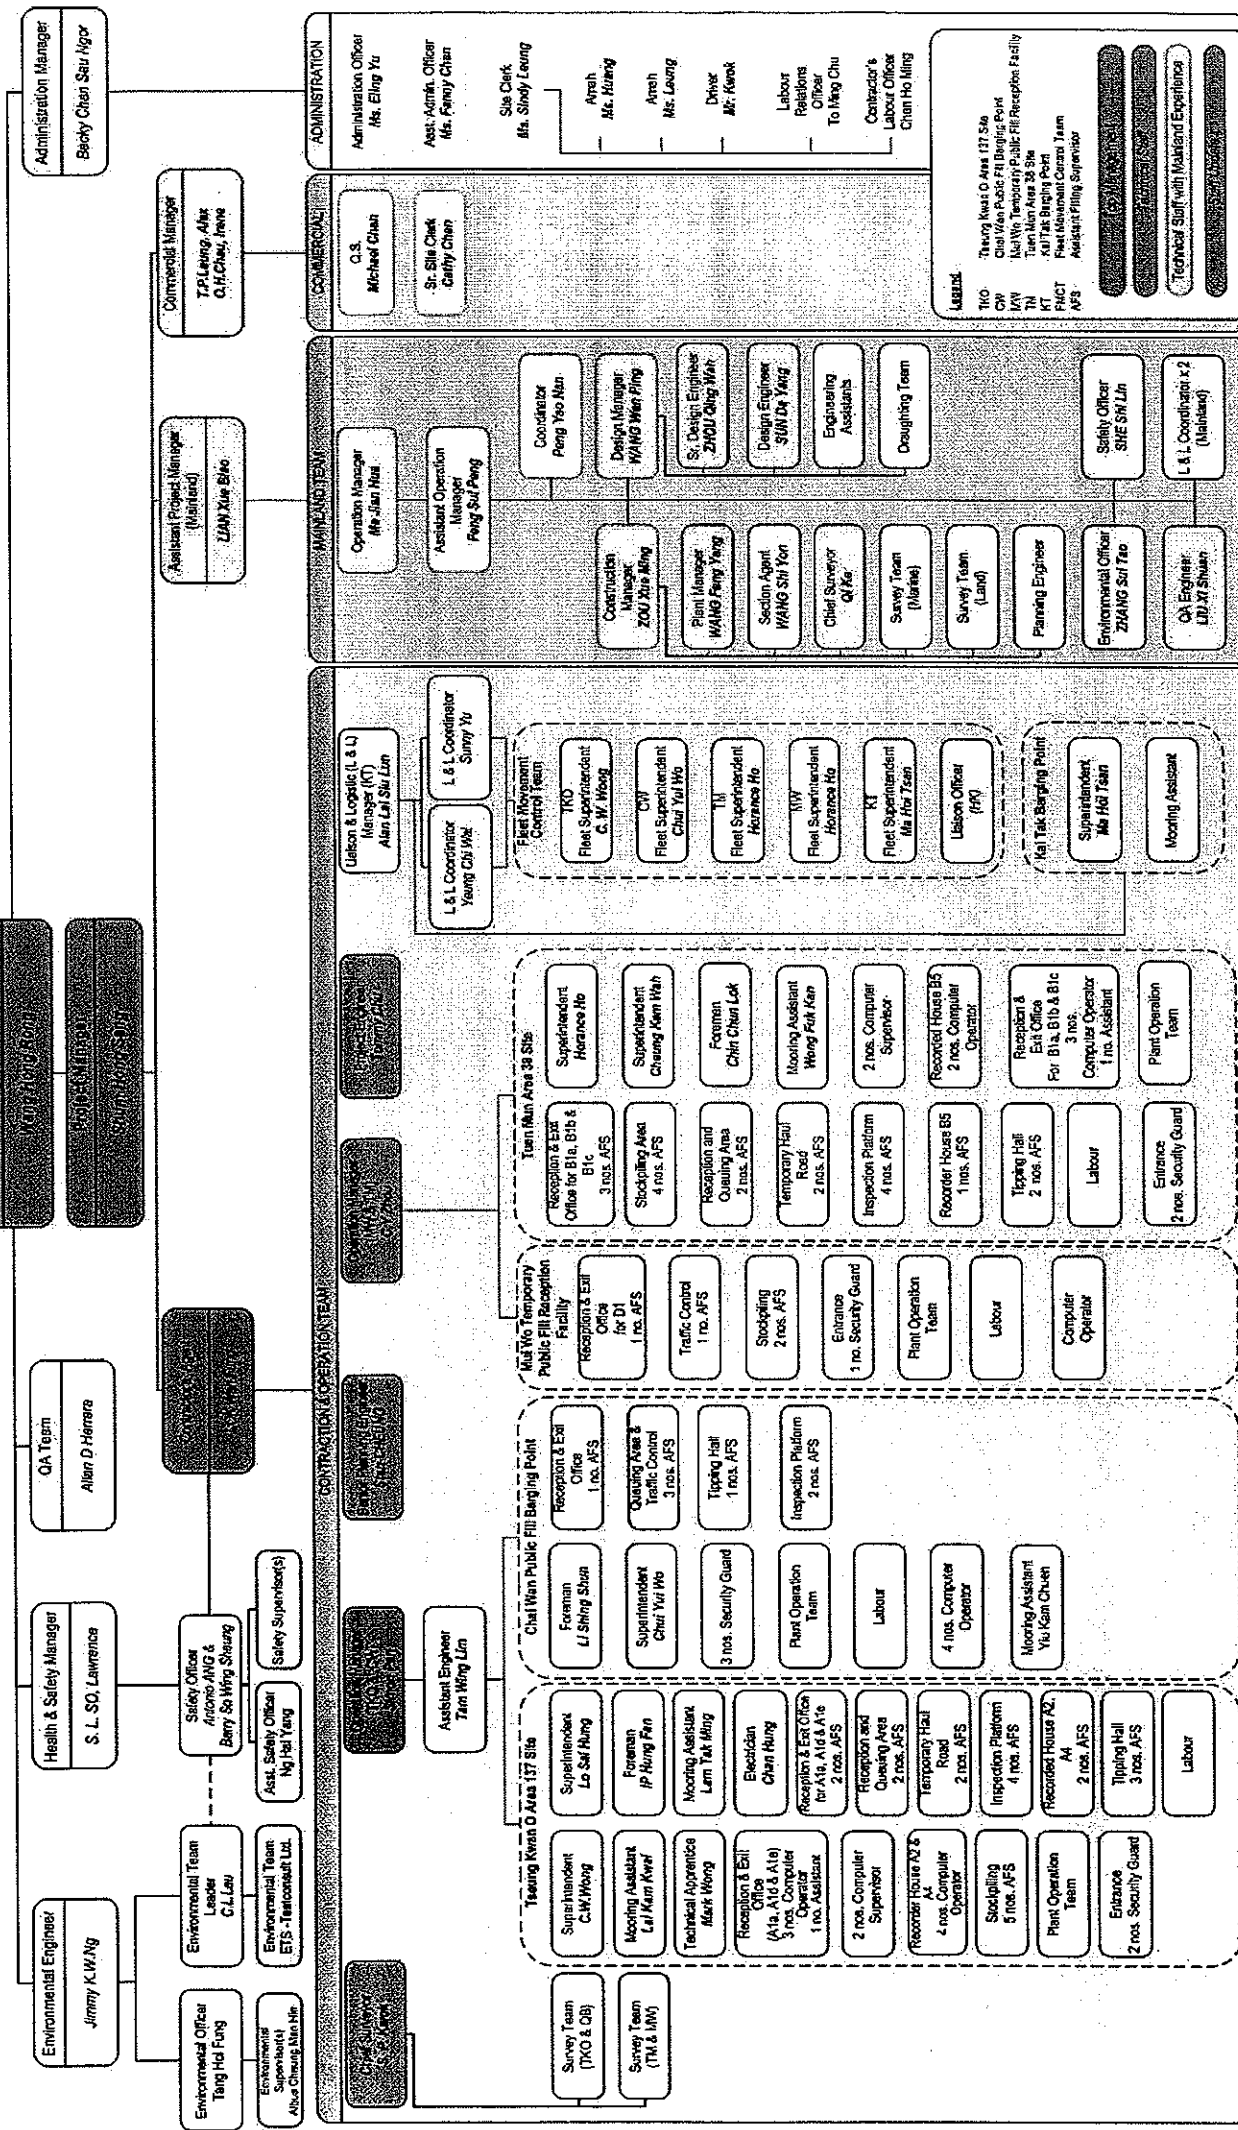 Wang Hong Rong
Project Manager
Shum Hong Sang
Environmental Engineer
Jimmy K.W.Ng
Health & Safety Manager
S. L. SO, Lawrence
QA Team
Allan D Herrera
Administration Manager
Becky Chan Sau Ngor
Environmental Officer
Tang Hoi Fung
Environmental
Supervisor(s)
Albus Cheung Man Hin
Environmental Team
Leader
C.L.Lau
Environmental Team
ETS -Testconsult Ltd.
Safety Officer
Antonio ANG &
Barry So Wing Sheung
Asst. Safety Officer
Ng Hai Yang
Safety Supervisor(s)
Assistant Project Manager
(Mainland)
LIAN Xue Biao
Commercial Manager
T.P.Leung, Alex
O.H.Chau, Irene
CONTRACTION & OPERATION TEAM
Chief Surveyor
Assistant Engineer
Tam Wing Lim
Survey Team
(TKO & QB)
Survey Team
(TM & MW)
Tseung Kwan O Area 137 Site
Superintendent
C.W.Wong
Mooring Assistant
Lai Kam Kwai
Technical Apprentice
Mark Wong
Reception & Exit
Office
(A1a, A1d & A1e)
3 nos. Computer
Operator
1 no. Assistant
2 nos. Computer
Supervisor
Recorder House A2 &
A4
4 nos. Computer
Operator
Stockpiling
5 nos. AFS
Plant Operation
Team
Entrance
2 nos. Security Guard
Superintendent
Lo Sai Hung
Foreman
IP Hung Fan
Mooring Assistant
Lam Tak Ming
Electrician
Chan Hung
Reception & Exit Office
for A1a, A1d & A1e
2 nos. AFS
Reception and
Queuing Area
2 nos. AFS
Temporary Haul
Road
2 nos. AFS
Inspection Platform
4 nos. AFS
Recorded House A2,
A4
2 nos. AFS
Tipping Hall
3 nos. AFS
Labour
Chai Wan Public Fill Barging Point
Foreman
LI Shing Shun
Superintendent
Chui Yui Wo
3 nos. Security Guard
Plant Operation
Team
Labour
4 nos. Computer
Operator
Mooring Assistant
Yiu Kam Chuen
Reception & Exit
Office
1 no. AFS
Queuing Area &
Traffic Control
3 nos. AFS
Tipping Hall
1 nos. AFS
Inspection Platform
2 nos. AFS
Mui Wo Temporary
Public Fill Reception
Facility
Reception & Exit
Office
for D1
1 no. AFS
Traffic Control
1 no. AFS
Stockpiling
2 nos. AFS
Entrance
1 no. Security Guard
Plant Operation
Team
Labour
Computer
Operator
Tuen Mun Area 38 Site
Reception & Exit
Office for B1a, B1b &
B1c
3 nos. AFS
Stockpiling Area
4 nos. AFS
Reception and
Queuing Area
2 nos. AFS
Temporary Haul
Road
2 nos. AFS
Inspection Platform
4 nos. AFS
Recorder House B5
1 nos. AFS
Tipping Hall
2 nos. AFS
Labour
Entrance
2 nos. Security Guard
Superintendent
Horance Ho
Superintendent
Cheung Kam Wah
Foreman
Chin Chun Lok
Mooring Assistant
Wong Fok Kan
2 nos. Computer
Supervisor
Recorded House B5
2 nos. Computer
Operator
Reception &
Exit Office
For B1a, B1b & B1c
3 nos.
Computer Operator
1 no. Assistant
Plant Operation
Team
Liaison & Logistic (L & L)
Manager (KT)
Alan Lai Siu Lun
L & L Coordinator
Yeung Chi Wai
L & L Coordinator
Sunny Yu
Fleet Movement
Control Team
TKO
Fleet Superintendent
C. W. Wong
CW
Fleet Superintendent
Chui Yui Wo
TM
Fleet Superintendent
Horance Ho
MW
Fleet Superintendent
Horance Ho
KT
Fleet Superintendent
Ma Hoi Tsan
Liaison Officer
(HK)
Kai Tak Barging Point
Superintendent
Ma Hoi Tsan
Mooring Assistant
MAINLAND TEAM
Operation Manager
Ma Jian Hua
Assistant Operation
Manager
Feng Sui Pang
Coordinator
Peng Yao Nan
Construction
Manager
ZOU Xue Ming
Design Manager
WANG Wen Ping
Plant Manager
WANG Feng Yang
Section Agent
WANG Shi Yon
Chief Surveyor
QI Ke
Survey Team
(Marine)
Survey Team
(Land)
Planning Engineer
Sr. Design Engineer
ZHOU Qing Wah
Design Engineer
SUN Da Yang
Engineering
Assistants
Draughting Team
Environmental Officer
ZHANG Sui Tao
Safety Officer
SHE Shi Lin
QA Engineer
LIU Xi Shuan
L & L Coordinator x 2
(Mainland)
COMMERCIAL
Q.S.
Michael Chan
Sr. Site Clerk
Cathy Chan
ADMINISTRATION
Administration Officer
Ms. Eling Yu
Asst. Admin. Officer
Ms. Fanny Chan
Site Clerk
Ms. Sindy Leung
Amah
Ms. Huang
Amah
Ms. Leung
Driver
Mr. Kwok
Labour
Relations
Officer
To Ming Chu
Contractor's
Labour Officer
Chan Ho Ming
Legend
TKO Tseung Kwan O Area 137 Site
CW Chai Wan Public Fill Barging Point
MW Mui Wo Temporary Public Fill Reception Facility
TM Tuen Mun Area 38 Site
KT Kai Tak Barging Point
FMCT Fleet Movement Control Team
AFS Assistant Filling Supervisor
Technical Staff
Technical Staff with Mainland Experience